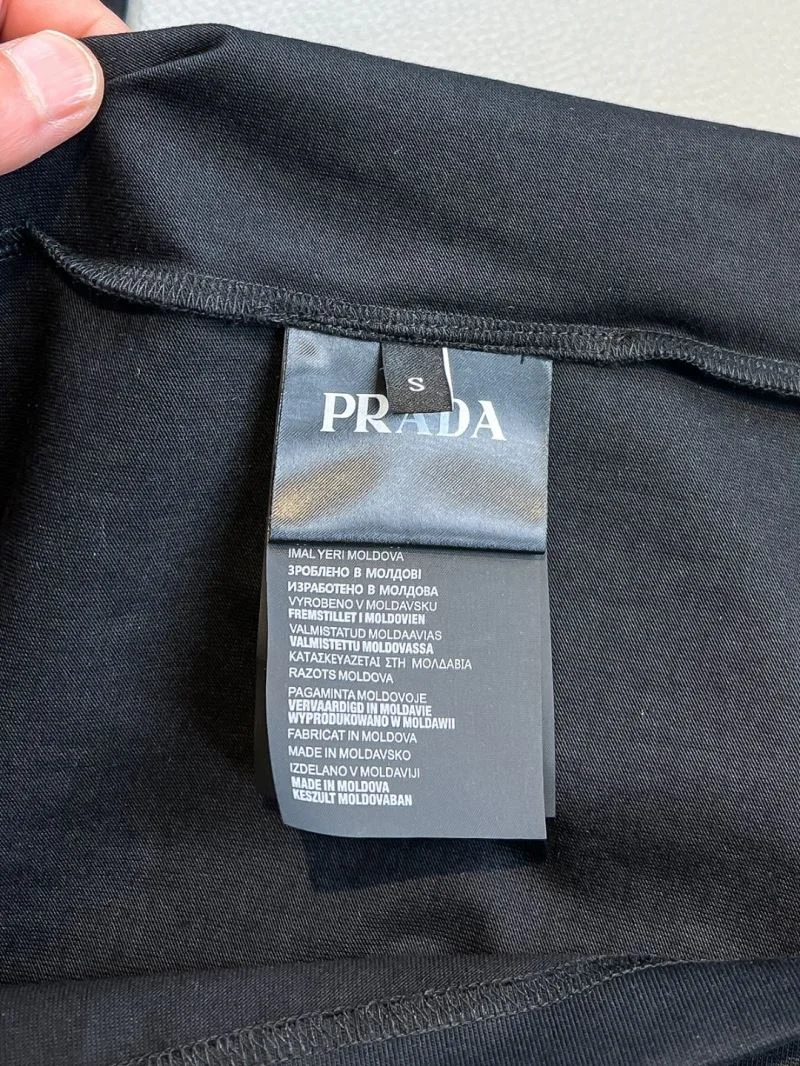 S
PRADA
IMAL YERI MOLDOVA
ЗРОБЛЕНО В МОЛДОВІ
ИЗРАБОТЕНО В МОЛДОВА
VYROBENO V MOLDAVSKU
FREMSTILLET I MOLDOVIEN
VALMISTATUD MOLDAAVIAS
VALMISTETTU MOLDOVASSA
ΚΑΤΑΣΚΕΥΑΖΕΤΑΙ ΣΤΗ ΜΟΛΔΑΒΙΑ
RAZOTS MOLDOVA
PAGAMINTA MOLDOVOJE
VERVAARDIGD IN MOLDAVIE
WYPRODUKOWANO W MOLDAWII
FABRICAT IN MOLDOVA
MADE IN MOLDAVSKO
IZDELANO V MOLDAVIJI
MADE IN MOLDOVA
KESZULT MOLDOVABAN